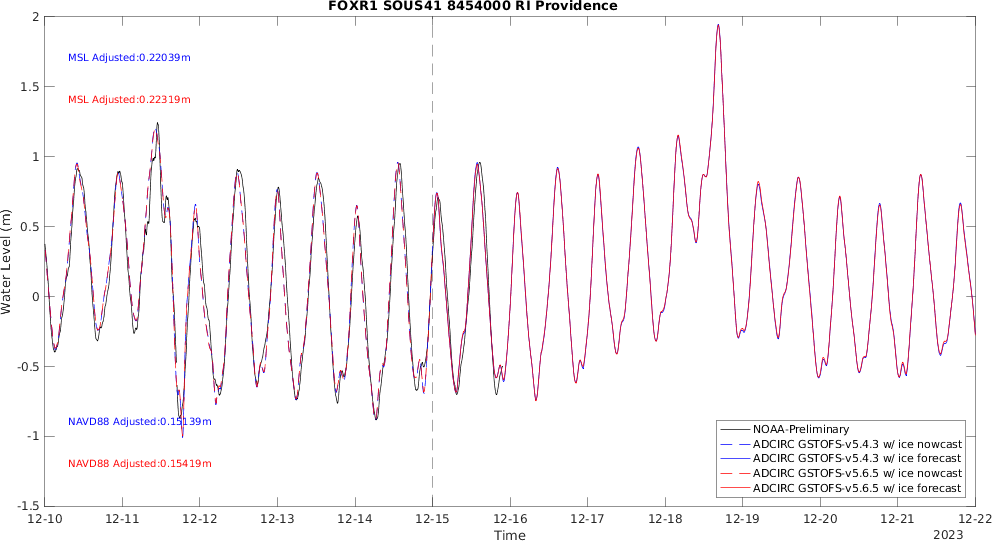 FOXR1 SOUS41 8454000 RI Providence
2
1.5
1
0.5
0
-0.5
-1
-1.5
Water Level (m)
MSL Adjusted:0.22039m
MSL Adjusted:0.22319m
NAVD88 Adjusted:0.15139m
NAVD88 Adjusted:0.15419m
NOAA-Preliminary
ADCIRC GSTOFS-v5.4.3 w/ ice nowcast
ADCIRC GSTOFS-v5.4.3 w/ ice forecast
ADCIRC GSTOFS-v5.6.5 w/ ice nowcast
ADCIRC GSTOFS-v5.6.5 w/ ice forecast
12-10 12-11 12-12 12-13 12-14 12-15 12-16 12-17 12-18 12-19 12-20 12-21 12-22
Time
2023